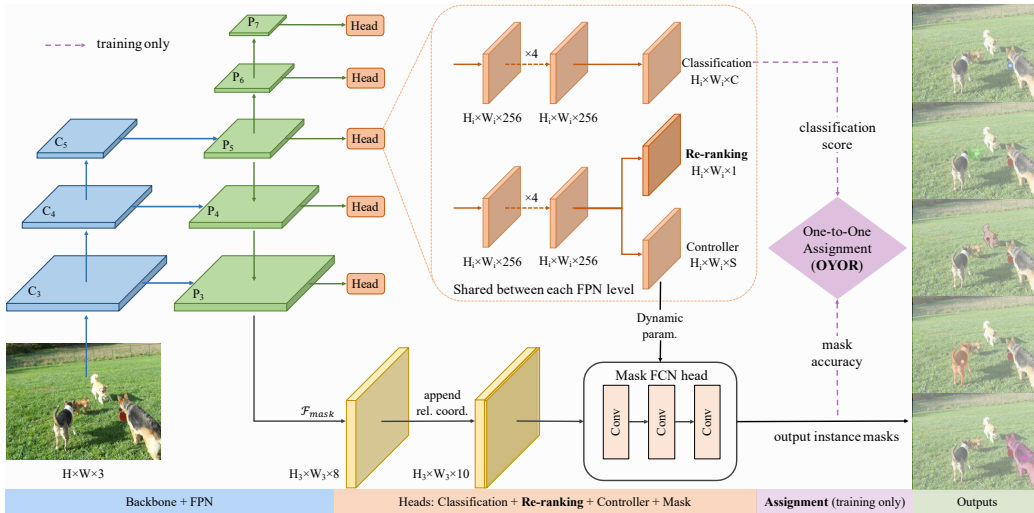 training only
P7
Head
P6
Head
C5
P5
Head
C4
P4
Head
C3
P3
Head
H×W×3
×4
Classification
Hi×Wi×C
Hi×Wi×256
Hi×Wi×256
Re-ranking
Hi×Wi×1
×4
Controller
Hi×Wi×S
Hi×Wi×256
Hi×Wi×256
Shared between each FPN level
classification
score
One-to-One
Assignment
(OYOR)
mask
accuracy
Dynamic
param.
Mask FCN head
Conv
Conv
Conv
Fmask
append
rel. coord.
H3×W3×8
H3×W3×10
output instance masks
Backbone + FPN
Heads: Classification + Re-ranking + Controller + Mask
Assignment (training only)
Outputs